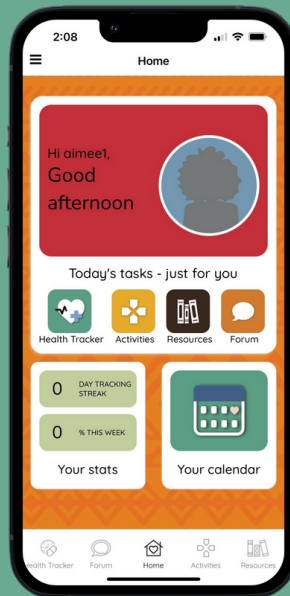 2:08
Home
Hi aimee1,
Good
afternoon
Today's tasks - just for you
Health Tracker
Activities
Resources
Forum
0 DAY TRACKING
STREAK
0 % THIS WEEK
Your stats
Your calendar
ealth Tracker
Forum
Home
Activities
Resources